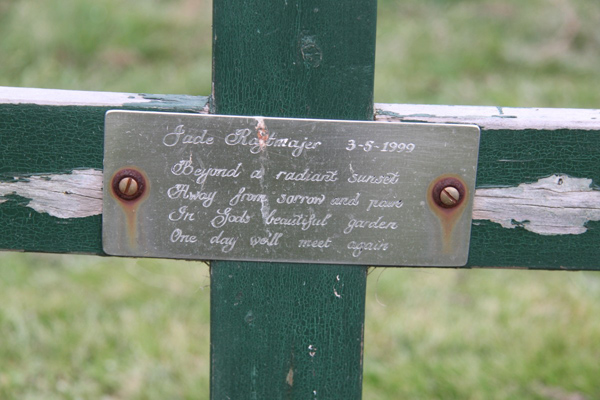 Jade 3-5-1999
Beyond a radiant sunset
Away from sorrow and pain
In Gods beautiful garden
One day we'll meet again